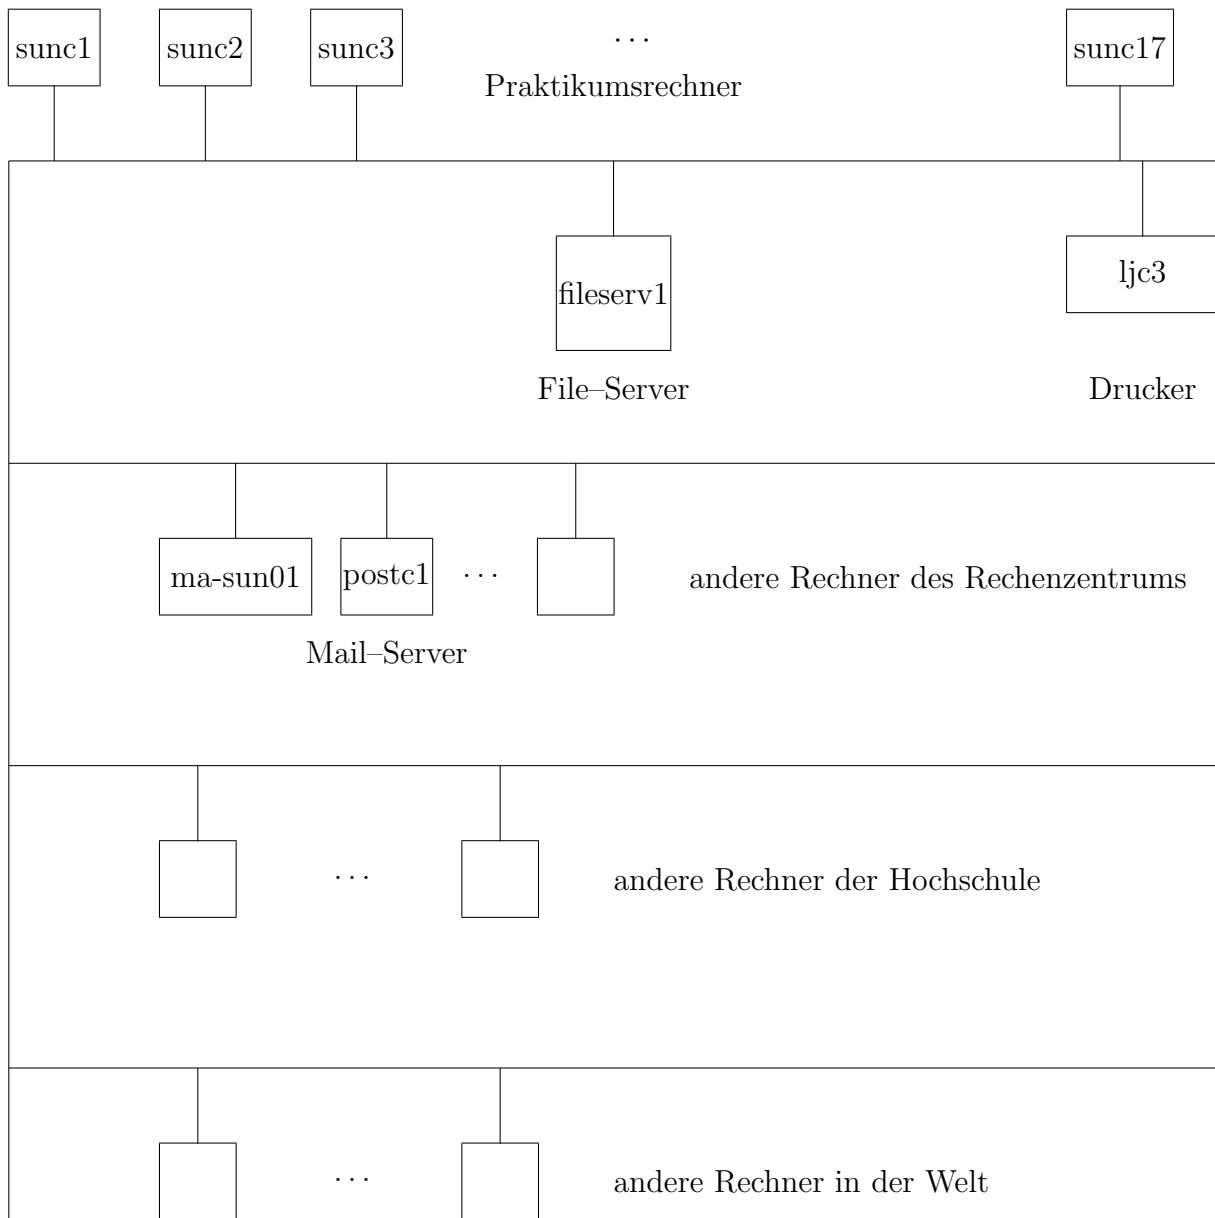 sunc1 sunc2 sunc3 ... sunc17
Praktikumsrechner
fileserv1 ljc3
File–Server Drucker
ma-sun01 postc1 ... andere Rechner des Rechenzentrums
Mail–Server
... andere Rechner der Hochschule
... andere Rechner in der Welt